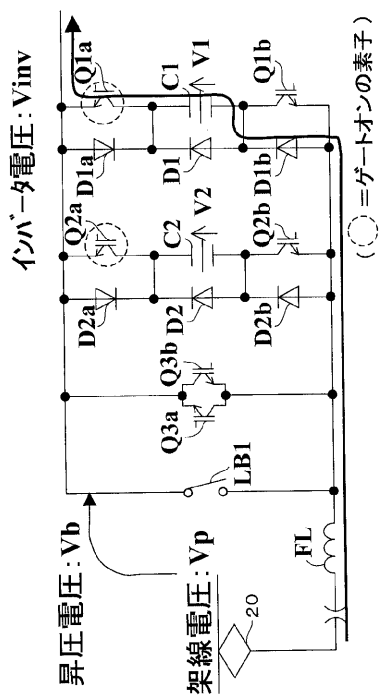 インバータ電圧：Vinv
昇圧電圧：Vb
架線電圧：Vp
20
FL
LB1
Q3a
Q3b
D2a
Q2a
D2
C2
V2
D2b
Q2b
D1a
Q1a
D1
C1
V1
D1b
Q1b
(○=ゲートオンの素子)